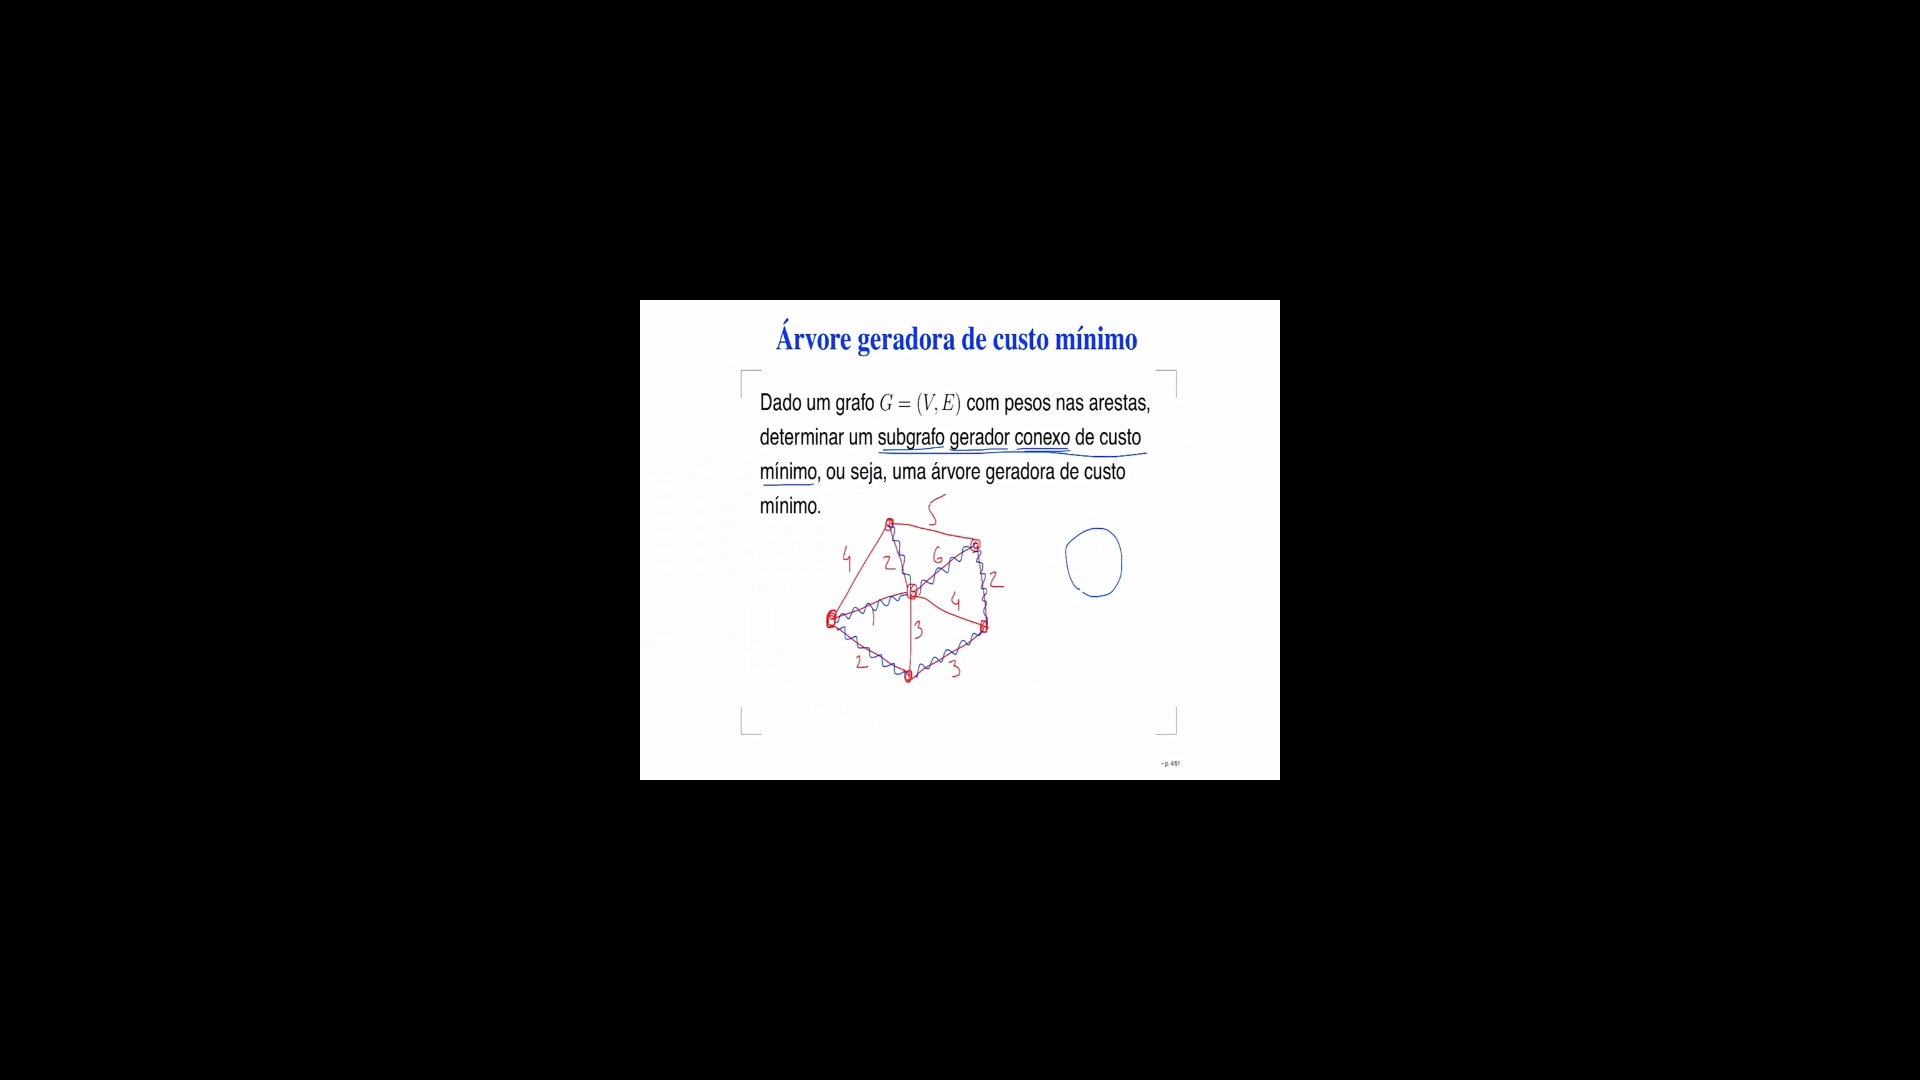 Árvore geradora de custo mínimo
Dado um grafo G = (V, E) com pesos nas arestas,
determinar um subgrafo gerador conexo de custo
mínimo, ou seja, uma árvore geradora de custo
mínimo.
5
4
2
6
2
1
4
3
2
3
– p. 4/51